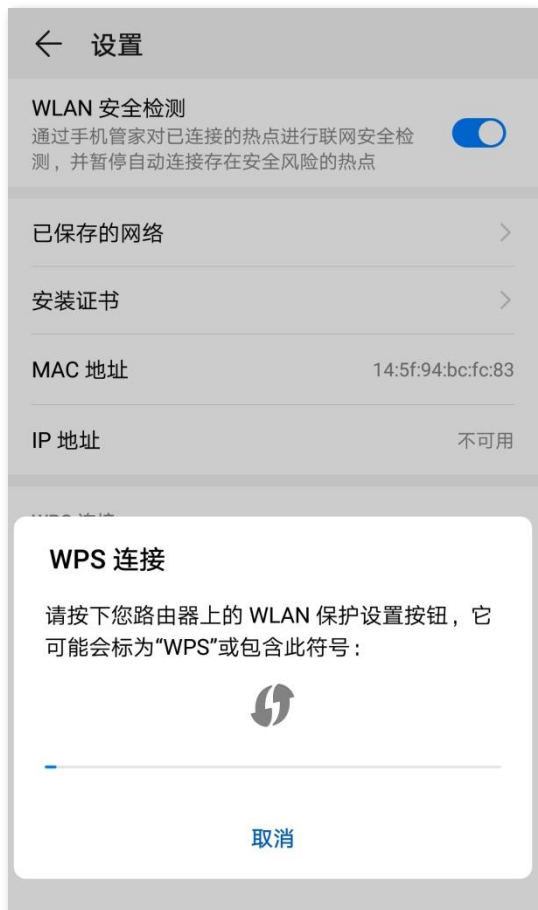 设置
WLAN 安全检测
通过手机管家对已连接的热点进行联网安全检
测，并暂停自动连接存在安全风险的热点
已保存的网络
安装证书
MAC 地址 14:5f:94:bc:fc:83
IP 地址 不可用
WPS 连接
WPS 连接
请按下您路由器上的 WLAN 保护设置按钮，它
可能会标为“WPS”或包含此符号：
取消